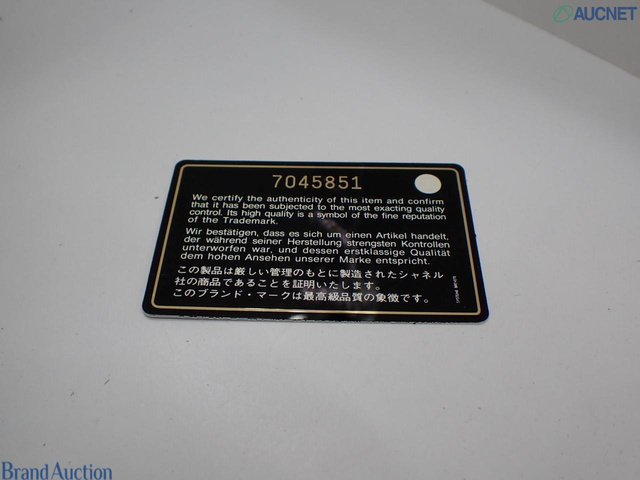 AUCNET
7045851
We certify the authenticity of this item and confirm
that it has been subjected to the most exacting quality
control. Its high quality is a symbol of the fine reputation
of the Trademark.
Wir bestätigen, dass es sich um einen Artikel handelt,
der während seiner Herstellung strengsten Kontrollen
unterworfen war, und dessen erstklassige Qualität
dem hohen Ansehen unserer Marke entspricht.
この製品は厳しい管理のもとに製造されたシャネル
社の商品であることを証明いたします。
このブランド・マークは最高級品質の象徴です。
Brand Auction